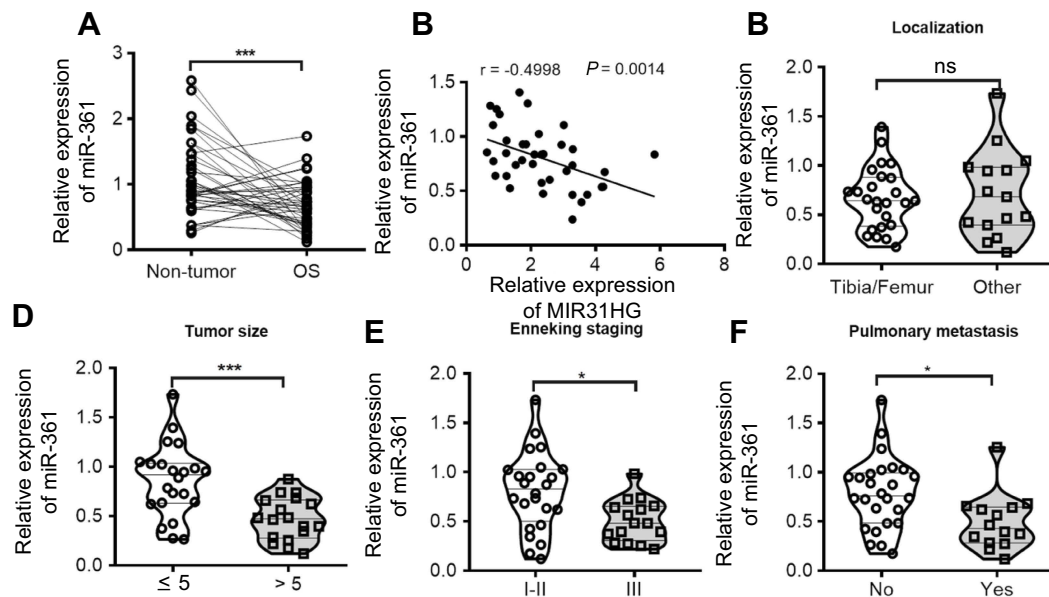 A
Relative expression
of miR-361
3
2
1
0
***
Non-tumor OS
B
r = -0.4998 P = 0.0014
Relative expression
of miR-361
1.5
1.0
0.5
0.0
0 2 4 6 8
Relative expression
of MIR31HG
B
Localization
ns
Relative expression
of miR-361
2.0
1.5
1.0
0.5
0.0
Tibia/Femur Other
D
Tumor size
***
Relative expression
of miR-361
2.0
1.5
1.0
0.5
0.0
≤ 5 > 5
E
Enneking staging
*
Relative expression
of miR-361
2.0
1.5
1.0
0.5
0.0
I-II III
F
Pulmonary metastasis
*
Relative expression
of miR-361
2.0
1.5
1.0
0.5
0.0
No Yes